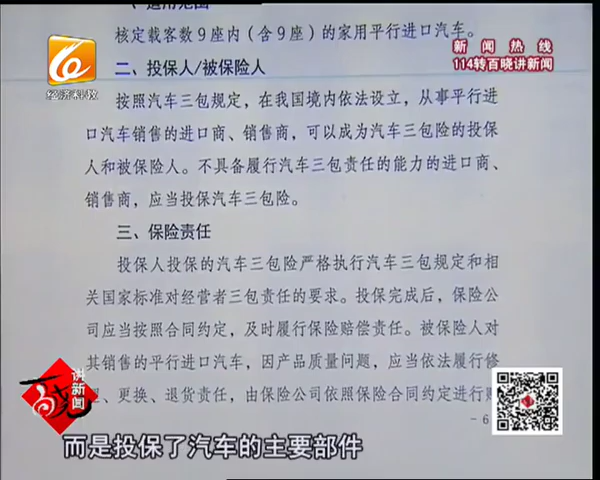 、适用范围
核定载客数9座内（含9座）的家用平行进口汽车。
新闻热线
114转百晓讲新闻
经济科教
二、投保人/被保险人
按照汽车三包规定，在我国境内依法设立，从事平行进
口汽车销售的进口商、销售商，可以成为汽车三包险的投保
人和被保险人。不具备履行汽车三包责任的能力的进口商、
销售商，应当投保汽车三包险。
三、保险责任
投保人投保的汽车三包险严格执行汽车三包规定和相
关国家标准对经营者三包责任的要求。投保完成后，保险公
司应当按照合同约定，及时履行保险赔偿责任。被保险人对
其销售的平行进口汽车，因产品质量问题，应当依法履行修
、更换、退货责任，由保险公司依照保险合同约定进行
- 6
百晓
讲新闻
而是投保了汽车的主要部件